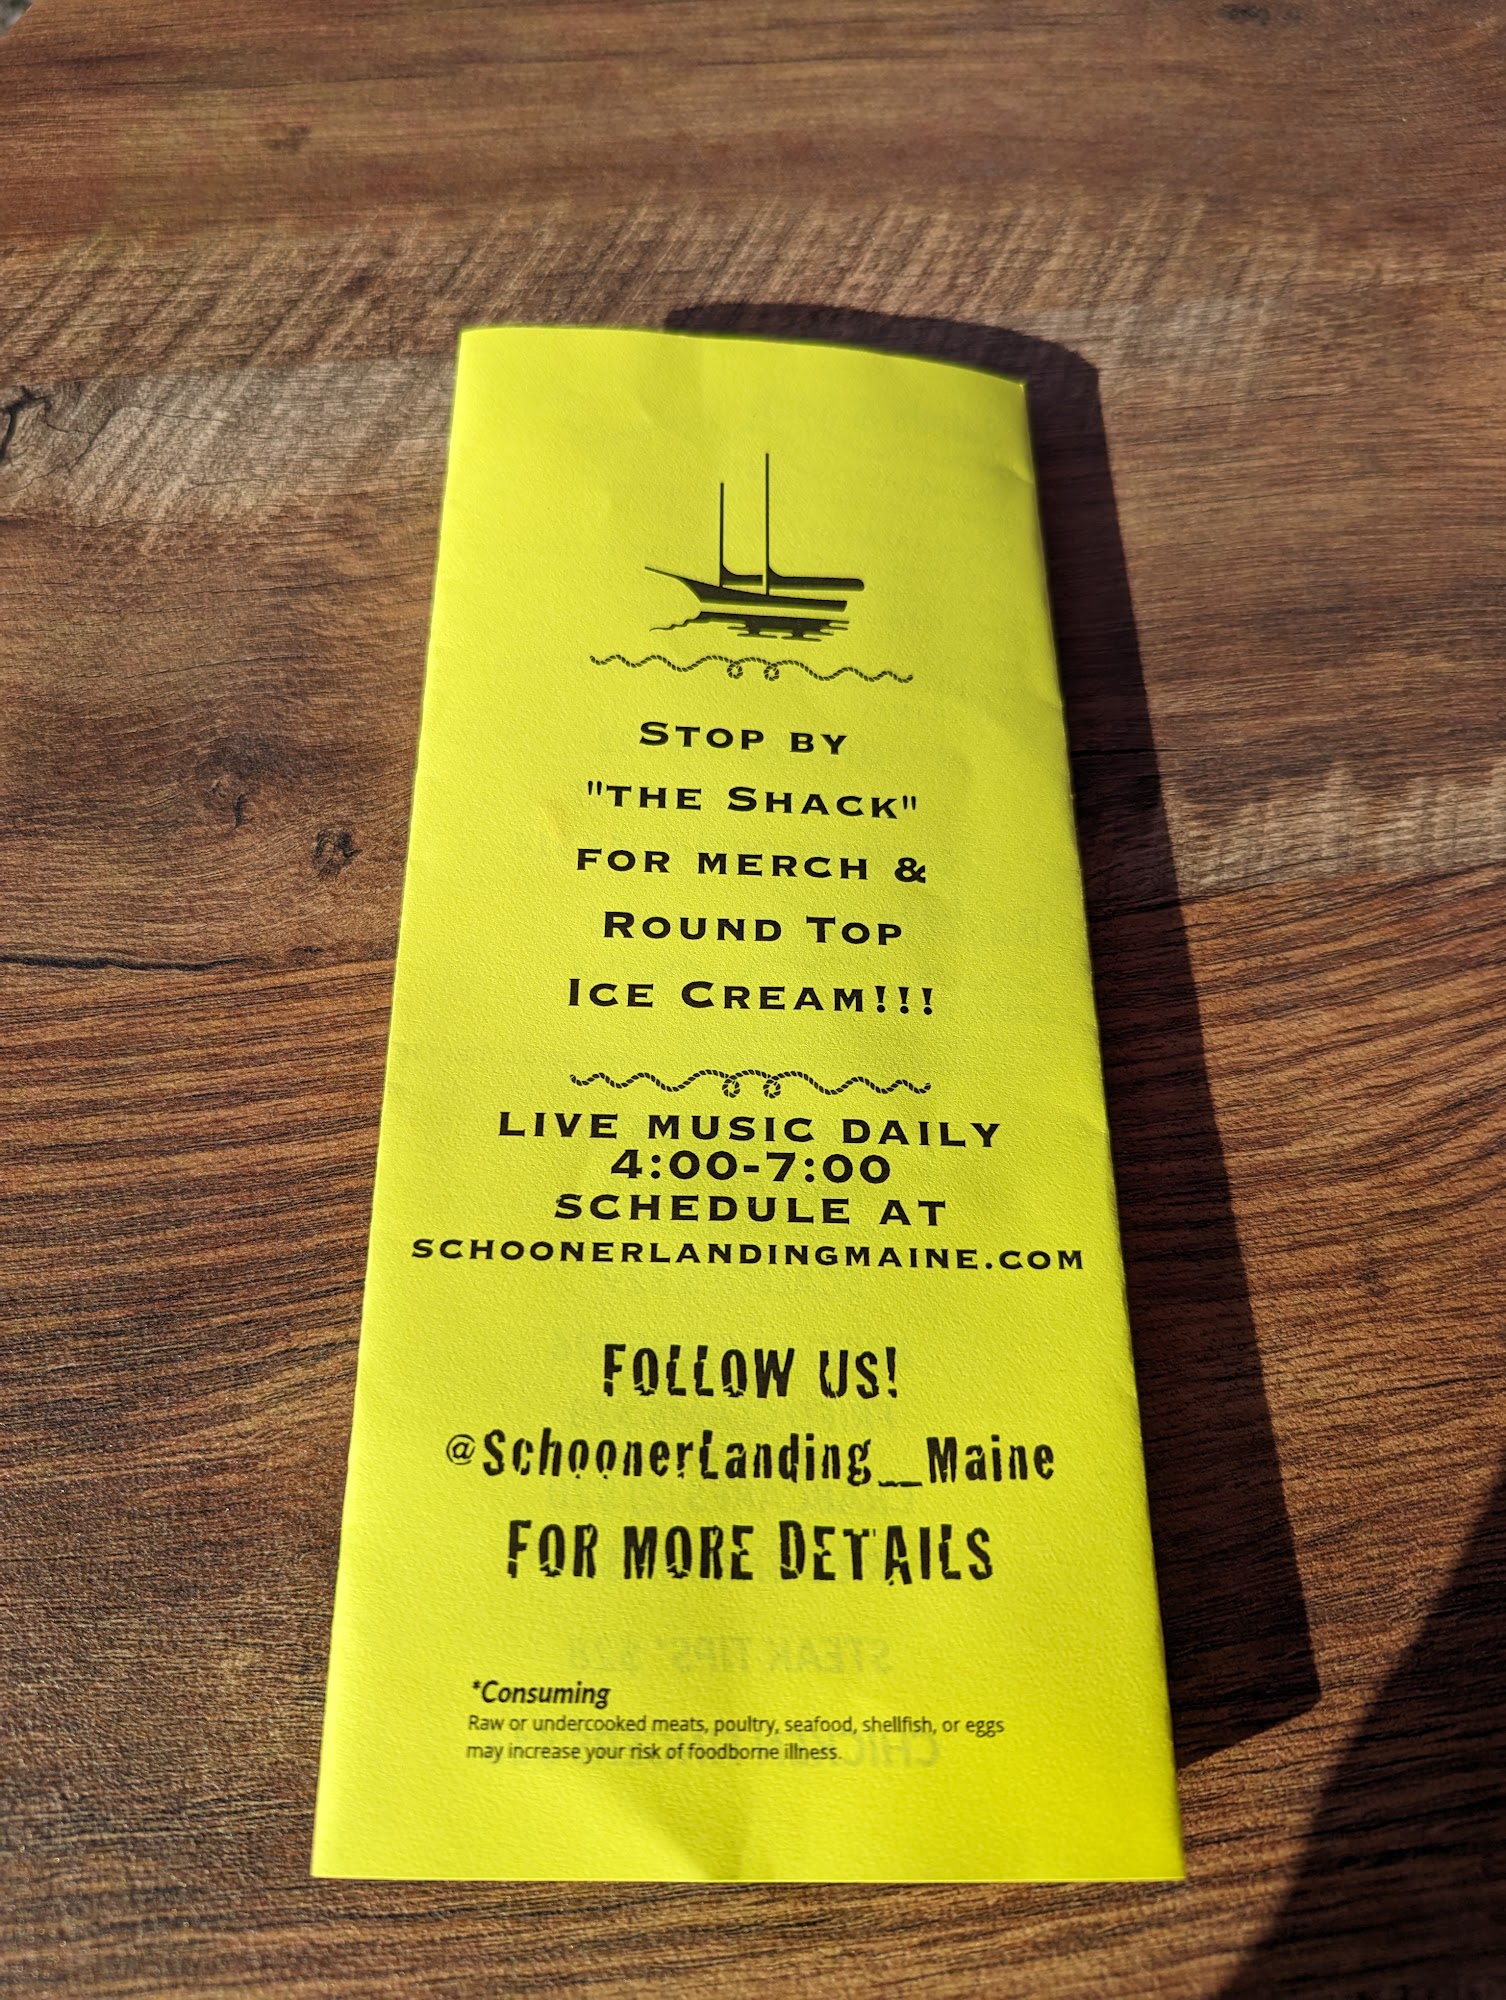 STOP BY
"THE SHACK"
FOR MERCH &
ROUND TOP
ICE CREAM!!!
LIVE MUSIC DAILY
4:00-7:00
SCHEDULE AT
SCHOONERLANDINGMAINE.COM
FOLLOW US!
@SchoonerLanding__Maine
FOR MORE DETAILS
*Consuming
Raw or undercooked meats, poultry, seafood, shellfish, or eggs
may increase your risk of foodborne illness.